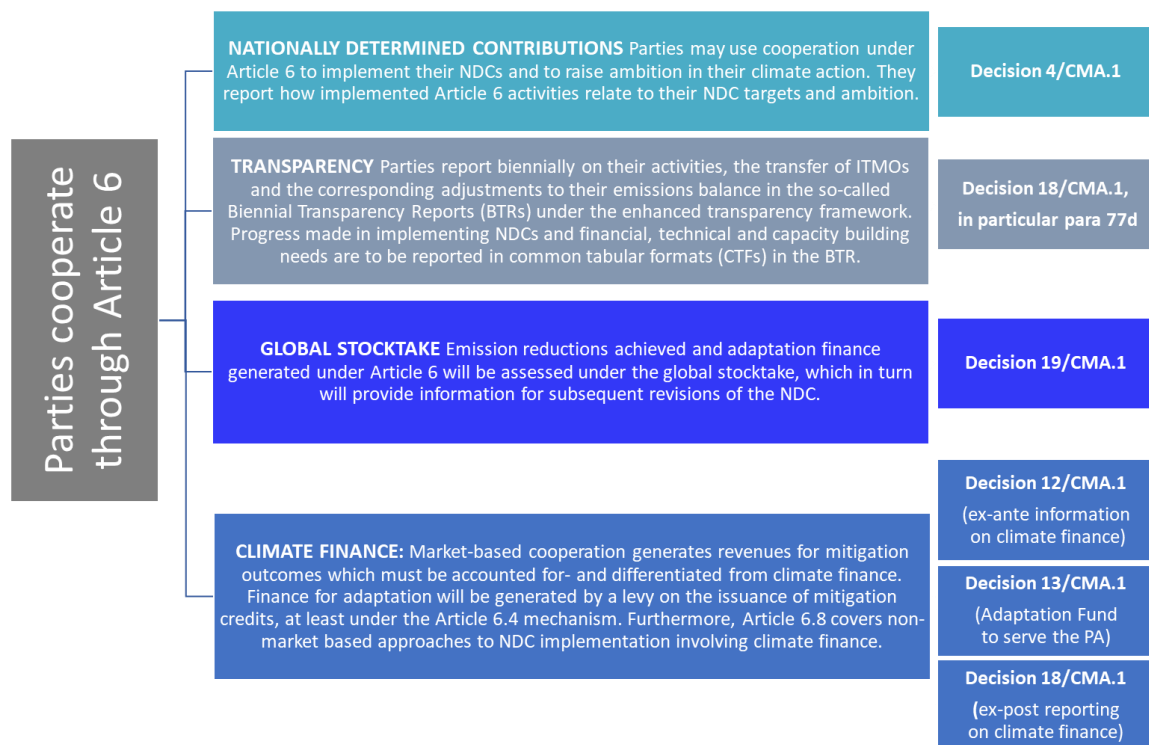 Parties cooperate
through Article 6
NATIONALLY DETERMINED CONTRIBUTIONS Parties may use cooperation under
Article 6 to implement their NDCs and to raise ambition in their climate action. They
report how implemented Article 6 activities relate to their NDC targets and ambition.
Decision 4/CMA.1
TRANSPARENCY Parties report biennially on their activities, the transfer of ITMOs
and the corresponding adjustments to their emissions balance in the so-called
Biennial Transparency Reports (BTRs) under the enhanced transparency framework.
Progress made in implementing NDCs and financial, technical and capacity building
needs are to be reported in common tabular formats (CTFs) in the BTR.
Decision 18/CMA.1,
in particular para 77d
GLOBAL STOCKTAKE Emission reductions achieved and adaptation finance
generated under Article 6 will be assessed under the global stocktake, which in turn
will provide information for subsequent revisions of the NDC.
Decision 19/CMA.1
CLIMATE FINANCE: Market-based cooperation generates revenues for mitigation
outcomes which must be accounted for- and differentiated from climate finance.
Finance for adaptation will be generated by a levy on the issuance of mitigation
credits, at least under the Article 6.4 mechanism. Furthermore, Article 6.8 covers non-
market based approaches to NDC implementation involving climate finance.
Decision 12/CMA.1
(ex-ante information
on climate finance)
Decision 13/CMA.1
(Adaptation Fund
to serve the PA)
Decision 18/CMA.1
(ex-post reporting
on climate finance)